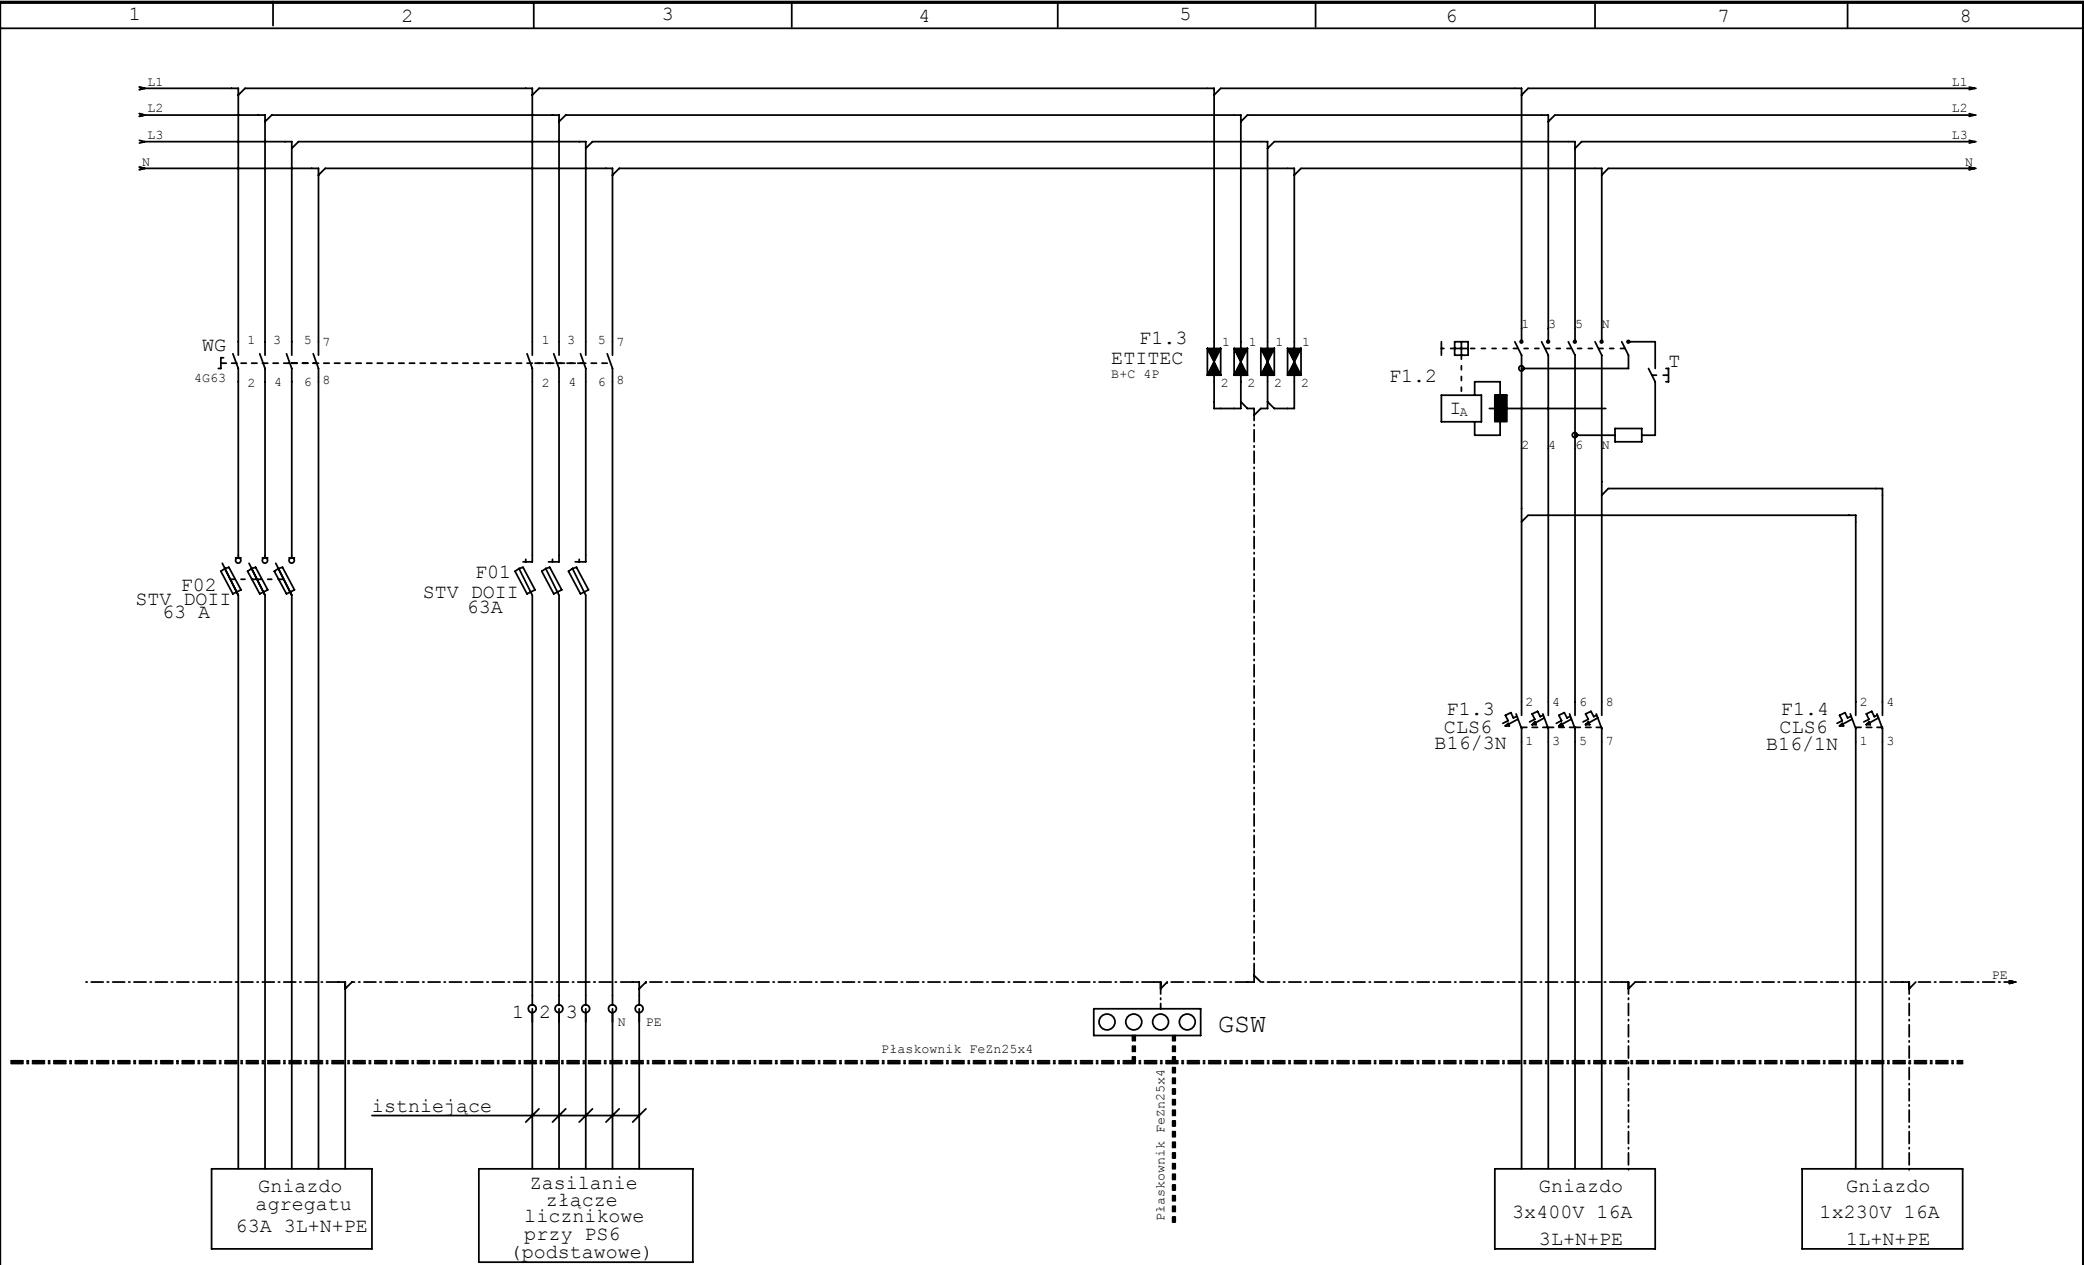 1 2 3 4 5 6 7 8
L1 L1
L2 L2
L3 L3
N N
WG 1 3 5 7
4G63 2 4 6 8
1 3 5 7
2 4 6 8
F1.3 1 1 1 1
ETITEC
B+C 4P 2 2 2 2
1 3 5 N
F1.2 T
IA
2 4 6 N
F02
STV DOII
63 A
F01
STV DOII
63A
F1.3 2 4 6 8
CLS6
B16/3N 1 3 5 7
F1.4 2 4
CLS6
B16/1N 1 3
PE
1 2 3 N PE
GSW
Płaskownik FeZn25x4
Płaskownik FeZn25x4
istniejące
Gniazdo
agregatu
63A 3L+N+PE
Zasilanie
złącze
licznikowe
przy PS6
(podstawowe)
Gniazdo
3x400V 16A
3L+N+PE
Gniazdo
1x230V 16A
1L+N+PE